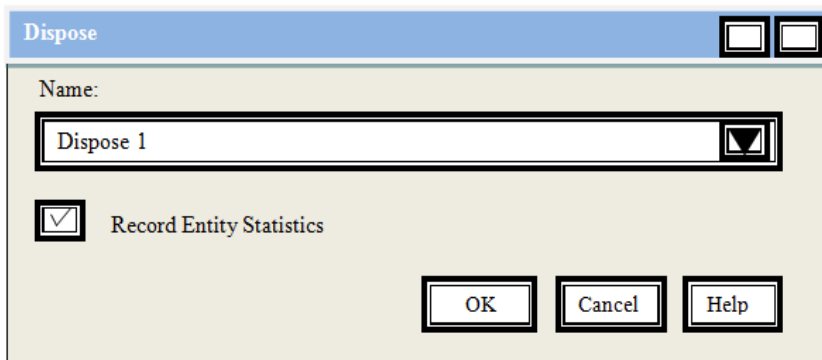 Dispose
Name:
Dispose 1
Record Entity Statistics
OK Cancel Help